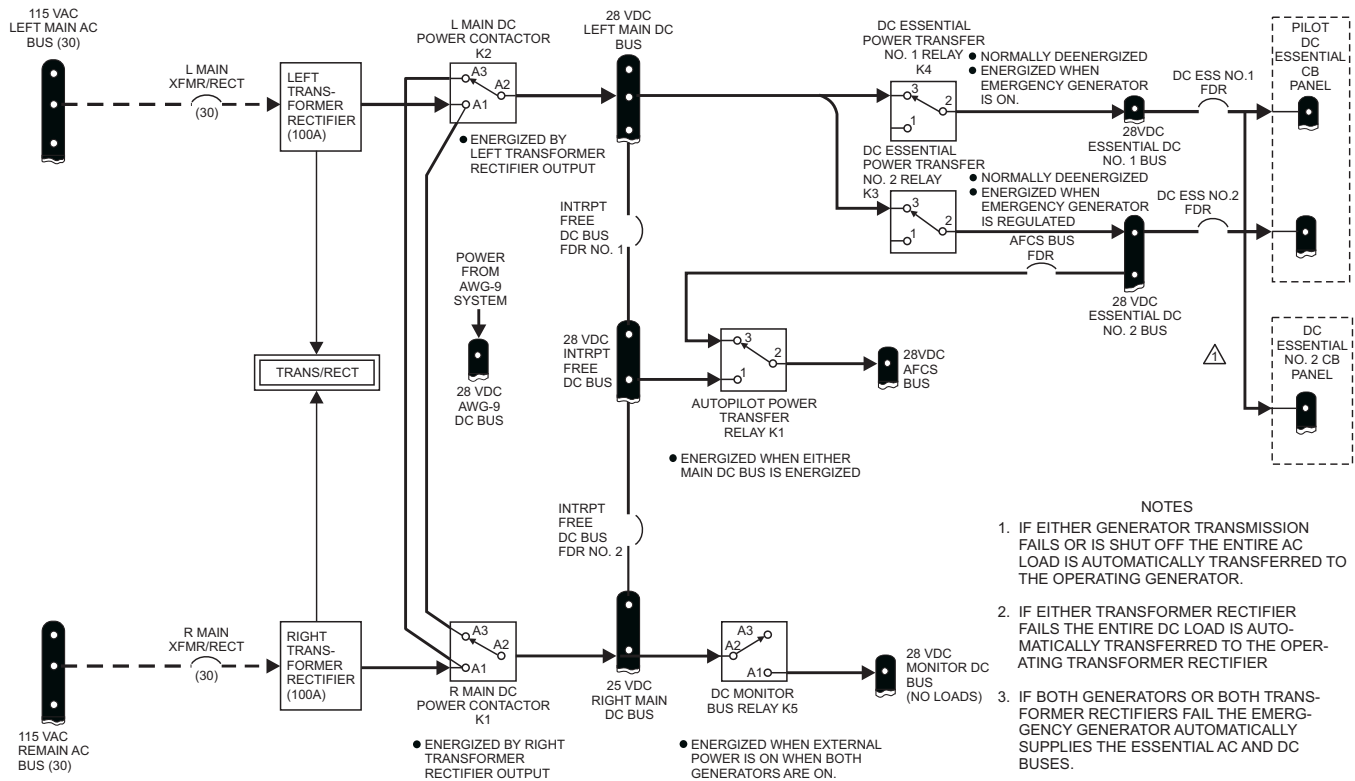 115 VAC
LEFT MAIN AC
BUS (30)
L MAIN
XFMR/RECT
(30)
LEFT
TRANS-
FORMER
RECTIFIER
(100A)
L MAIN DC
POWER CONTACTOR
K2
A3
A2
A1
● ENERGIZED BY
LEFT TRANSFORMER
RECTIFIER OUTPUT
28 VDC
LEFT MAIN DC
BUS
DC ESSENTIAL
POWER TRANSFER
NO. 1 RELAY
K4
3
2
1
● NORMALLY DEENERGIZED
● ENERGIZED WHEN
EMERGENCY GENERATOR
IS ON.
28VDC
ESSENTIAL DC
NO. 1 BUS
DC ESS NO.1
FDR
PILOT
DC
ESSENTIAL
CB
PANEL
DC ESSENTIAL
POWER TRANSFER
NO. 2 RELAY
K3
3
2
1
● NORMALLY DEENERGIZED
● ENERGIZED WHEN
EMERGENCY GENERATOR
IS REGULATED
DC ESS NO.2
FDR
AFCS BUS
FDR
28 VDC
ESSENTIAL DC
NO. 2 BUS
INTRPT
FREE
DC BUS
FDR NO. 1
POWER
FROM
AWG-9
SYSTEM
28 VDC
AWG-9
DC BUS
TRANS/RECT
28 VDC
INTRPT
FREE
DC BUS
3
2
1
AUTOPILOT POWER
TRANSFER
RELAY K1
● ENERGIZED WHEN EITHER
MAIN DC BUS IS ENERGIZED
28VDC
AFCS
BUS
1
DC
ESSENTIAL
NO. 2 CB
PANEL
INTRPT
FREE
DC BUS
FDR NO. 2
115 VAC
REMAIN AC
BUS (30)
R MAIN
XFMR/RECT
(30)
RIGHT
TRANS-
FORMER
RECTIFIER
(100A)
A3
A2
A1
R MAIN DC
POWER CONTACTOR
K1
● ENERGIZED BY RIGHT
TRANSFORMER
RECTIFIER OUTPUT
25 VDC
RIGHT MAIN
DC BUS
A3
A2
A1
DC MONITOR
BUS RELAY K5
● ENERGIZED WHEN EXTERNAL
POWER IS ON WHEN BOTH
GENERATORS ARE ON.
28 VDC
MONITOR DC
BUS
(NO LOADS)
NOTES
1. IF EITHER GENERATOR TRANSMISSION
FAILS OR IS SHUT OFF THE ENTIRE AC
LOAD IS AUTOMATICALLY TRANSFERRED TO
THE OPERATING GENERATOR.
2. IF EITHER TRANSFORMER RECTIFIER
FAILS THE ENTIRE DC LOAD IS AUTO-
MATICALLY TRANSFERRED TO THE OPER-
ATING TRANSFORMER RECTIFIER
3. IF BOTH GENERATORS OR BOTH TRANS-
FORMER RECTIFIERS FAIL THE EMERG-
GENCY GENERATOR AUTOMATICALLY
SUPPLIES THE ESSENTIAL AC AND DC
BUSES.